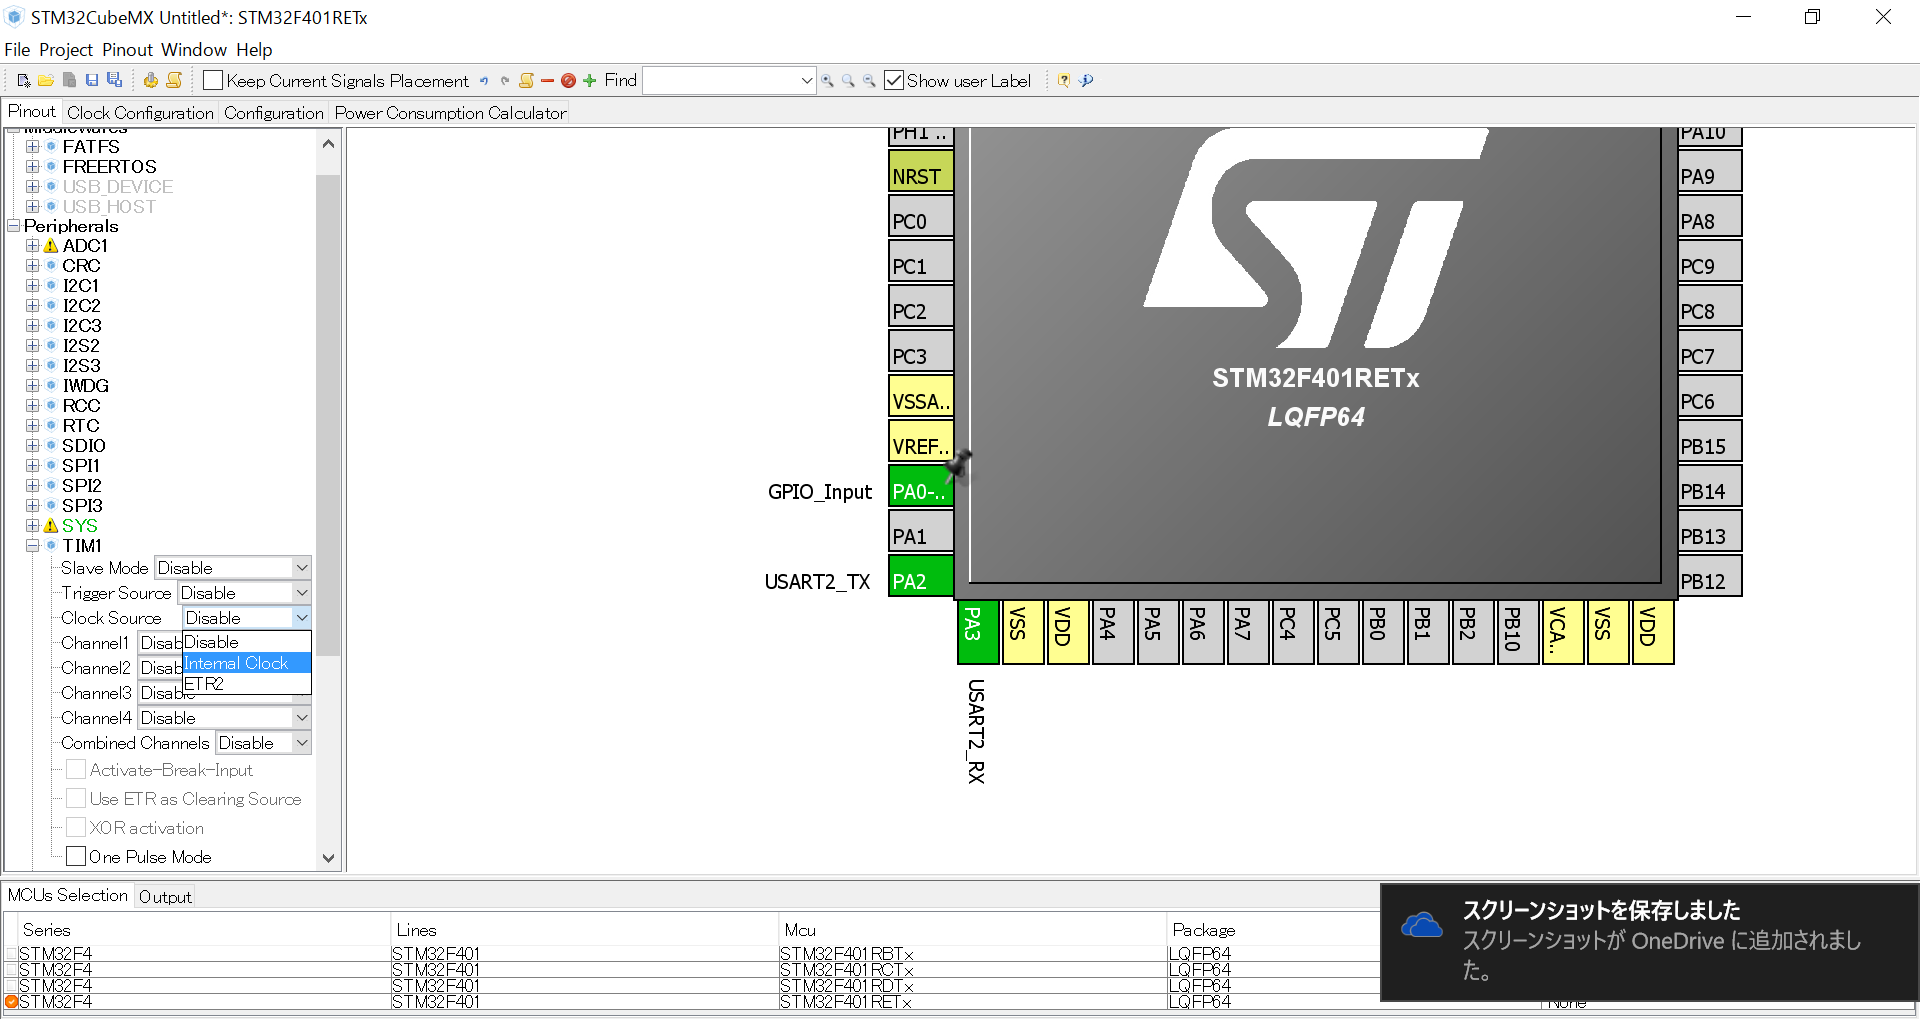 STM32CubeMX Untitled*: STM32F401RETx
File Project Pinout Window Help
Keep Current Signals Placement Find Show user Label
Pinout Clock Configuration Configuration Power Consumption Calculator
Middlewares
FATFS
FREERTOS
USB_DEVICE
USB_HOST
Peripherals
ADC1
CRC
I2C1
I2C2
I2C3
I2S2
I2S3
IWDG
RCC
RTC
SDIO
SPI1
SPI2
SPI3
SYS
TIM1
Slave Mode Disable
Trigger Source Disable
Clock Source Disable
Disable
Internal Clock
ETR2
Channel1 Disab
Channel2 Disab
Channel3 Disable
Channel4 Disable
Combined Channels Disable
Activate-Break-Input
Use ETR as Clearing Source
XOR activation
One Pulse Mode
PH1 ..
NRST
PC0
PC1
PC2
PC3
VSSA..
VREF..
GPIO_Input PA0-..
PA1
USART2_TX PA2
ST
STM32F401RETx
LQFP64
PA10
PA9
PA8
PC9
PC8
PC7
PC6
PB15
PB14
PB13
PB12
PA3 VSS VDD PA4 PA5 PA6 PA7 PC4 PC5 PB0 PB1 PB2 PB10 VCA.. VSS VDD
USART2_RX
MCUs Selection Output
Series Lines Mcu Package
STM32F4 STM32F401 STM32F401RBTx LQFP64
STM32F4 STM32F401 STM32F401RCTx LQFP64
STM32F4 STM32F401 STM32F401RDTx LQFP64
STM32F4 STM32F401 STM32F401RETx LQFP64 None
スクリーンショットを保存しました
スクリーンショットが OneDrive に追加されまし
た。